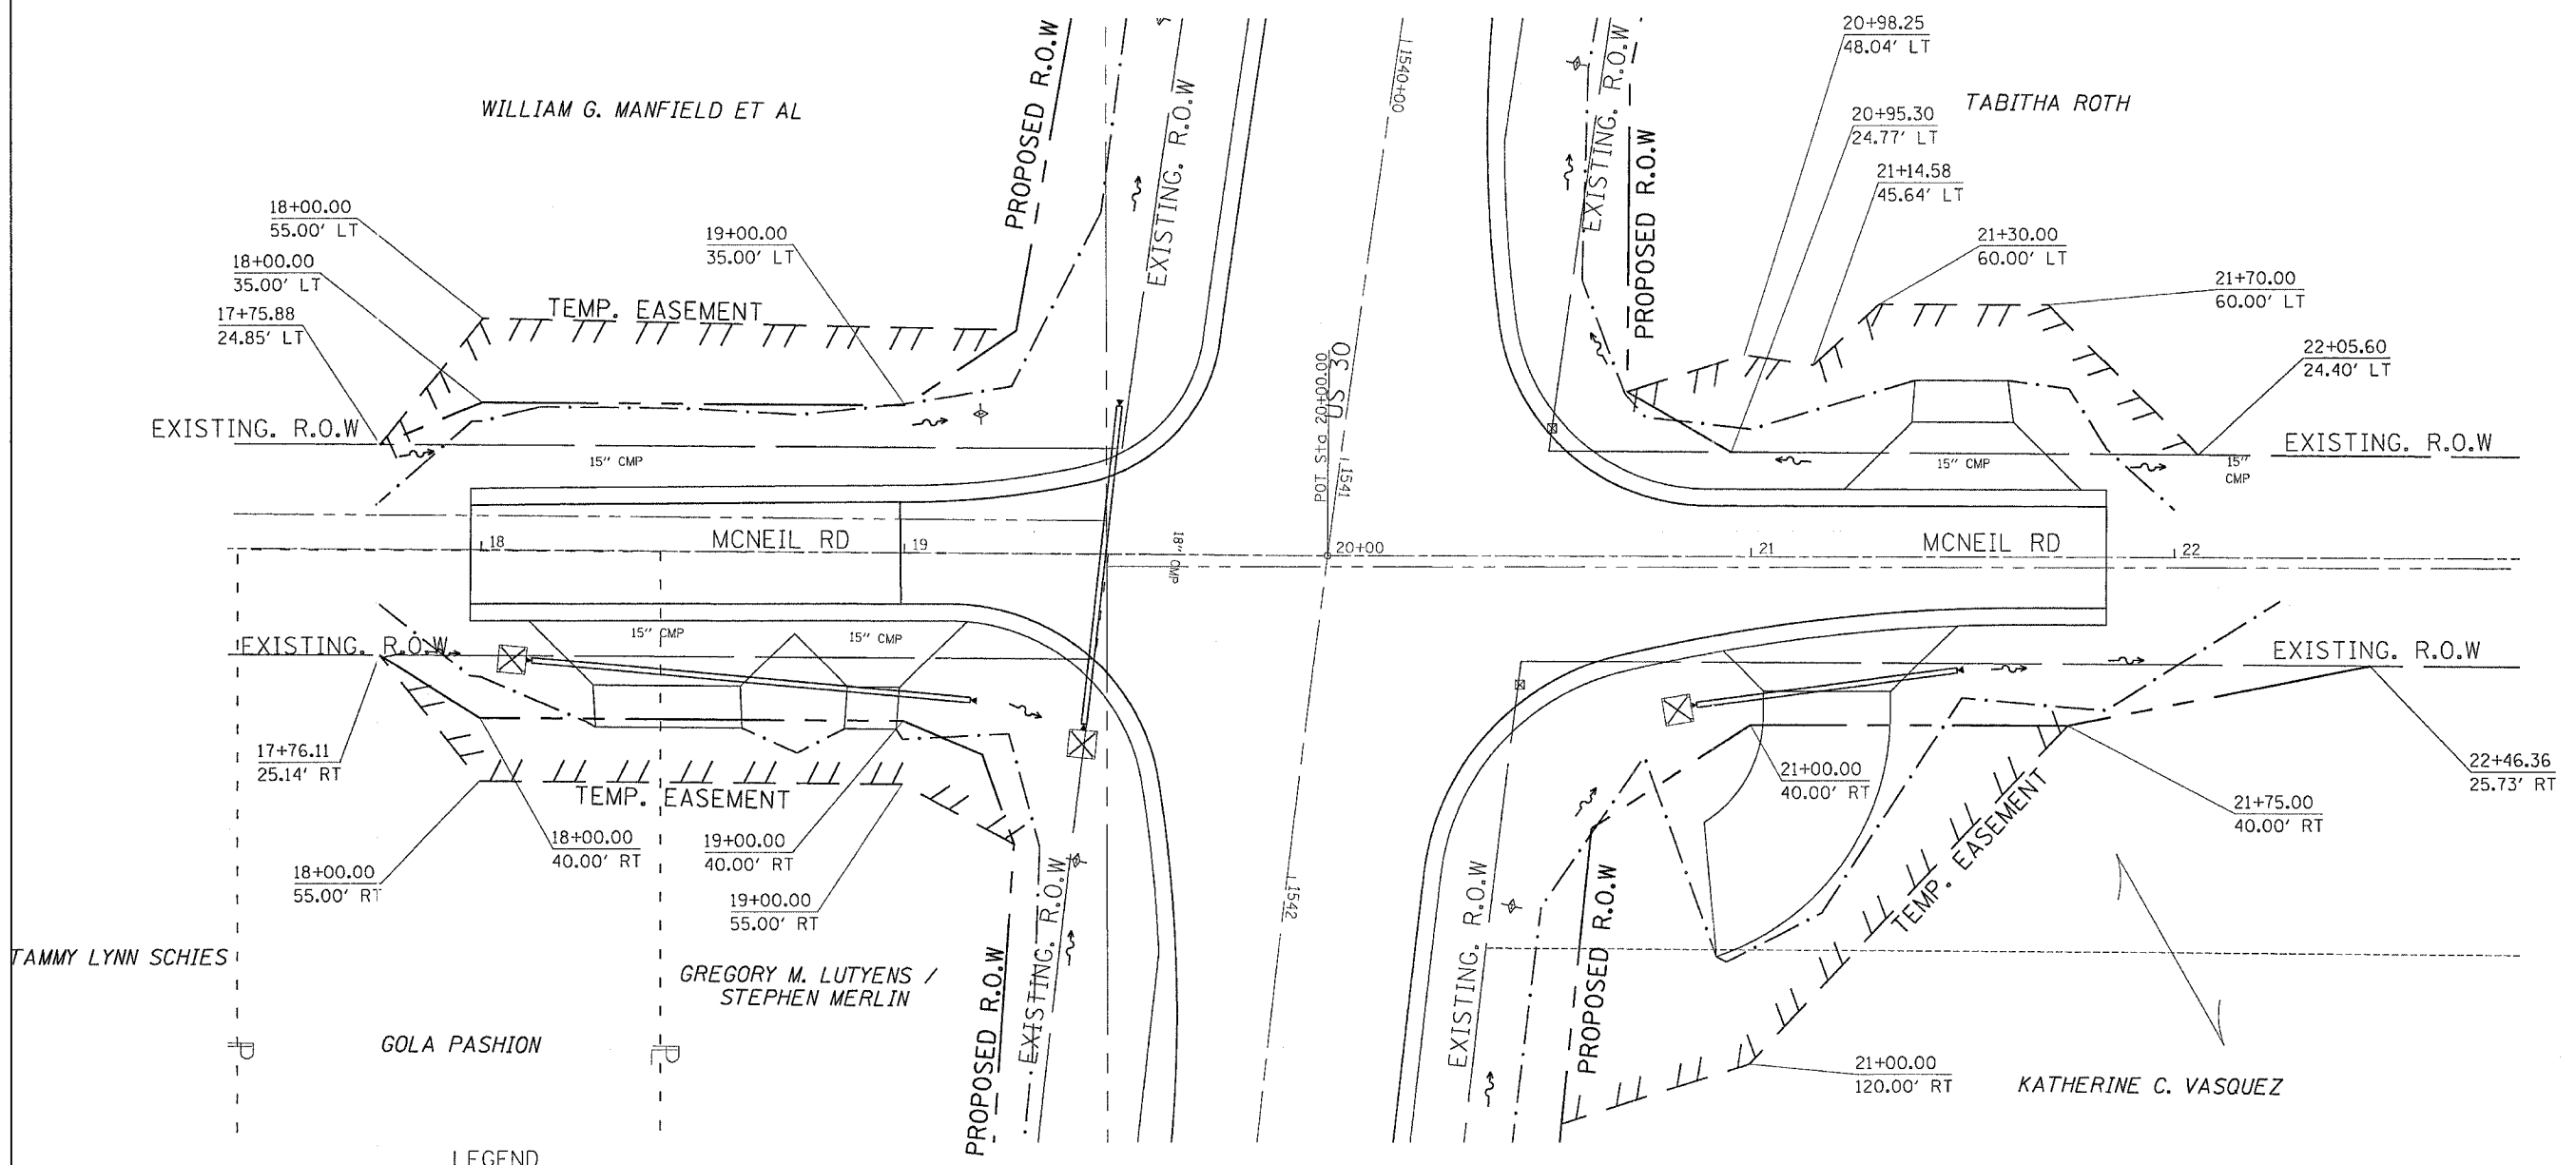 20+98.25
48.04' LT
WILLIAM G. MANFIELD ET AL
PROPOSED R.O.W
EXISTING. R.O.W
1540+00
EXISTING. R.O.W
PROPOSED R.O.W
TABITHA ROTH
20+95.30
24.77' LT
21+14.58
45.64' LT
18+00.00
55.00' LT
19+00.00
35.00' LT
21+30.00
60.00' LT
18+00.00
35.00' LT
21+70.00
60.00' LT
17+75.88
24.85' LT
TEMP. EASEMENT
22+05.60
24.40' LT
US 30
POT Sta 20+00.00
1541
EXISTING. R.O.W
EXISTING. R.O.W
15" CMP
15" CMP
15"
CMP
18
MCNEIL RD
19
18" CMP
20+00
21
MCNEIL RD
22
15" CMP
15" CMP
EXISTING. R.O.W
EXISTING. R.O.W
17+76.11
25.14' RT
TEMP. EASEMENT
21+00.00
40.00' RT
22+46.36
25.73' RT
21+75.00
40.00' RT
18+00.00
40.00' RT
19+00.00
40.00' RT
18+00.00
55.00' RT
19+00.00
55.00' RT
TEMP. EASEMENT
1542
EXISTING. R.O.W
PROPOSED R.O.W
EXISTING. R.O.W
PROPOSED R.O.W
TAMMY LYNN SCHIES
GREGORY M. LUTYENS /
STEPHEN MERLIN
GOLA PASHION
21+00.00
120.00' RT
KATHERINE C. VASQUEZ
LEGEND